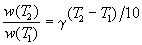 w(T₂)/w(T₁) = γ^(T₂ − T₁)/10